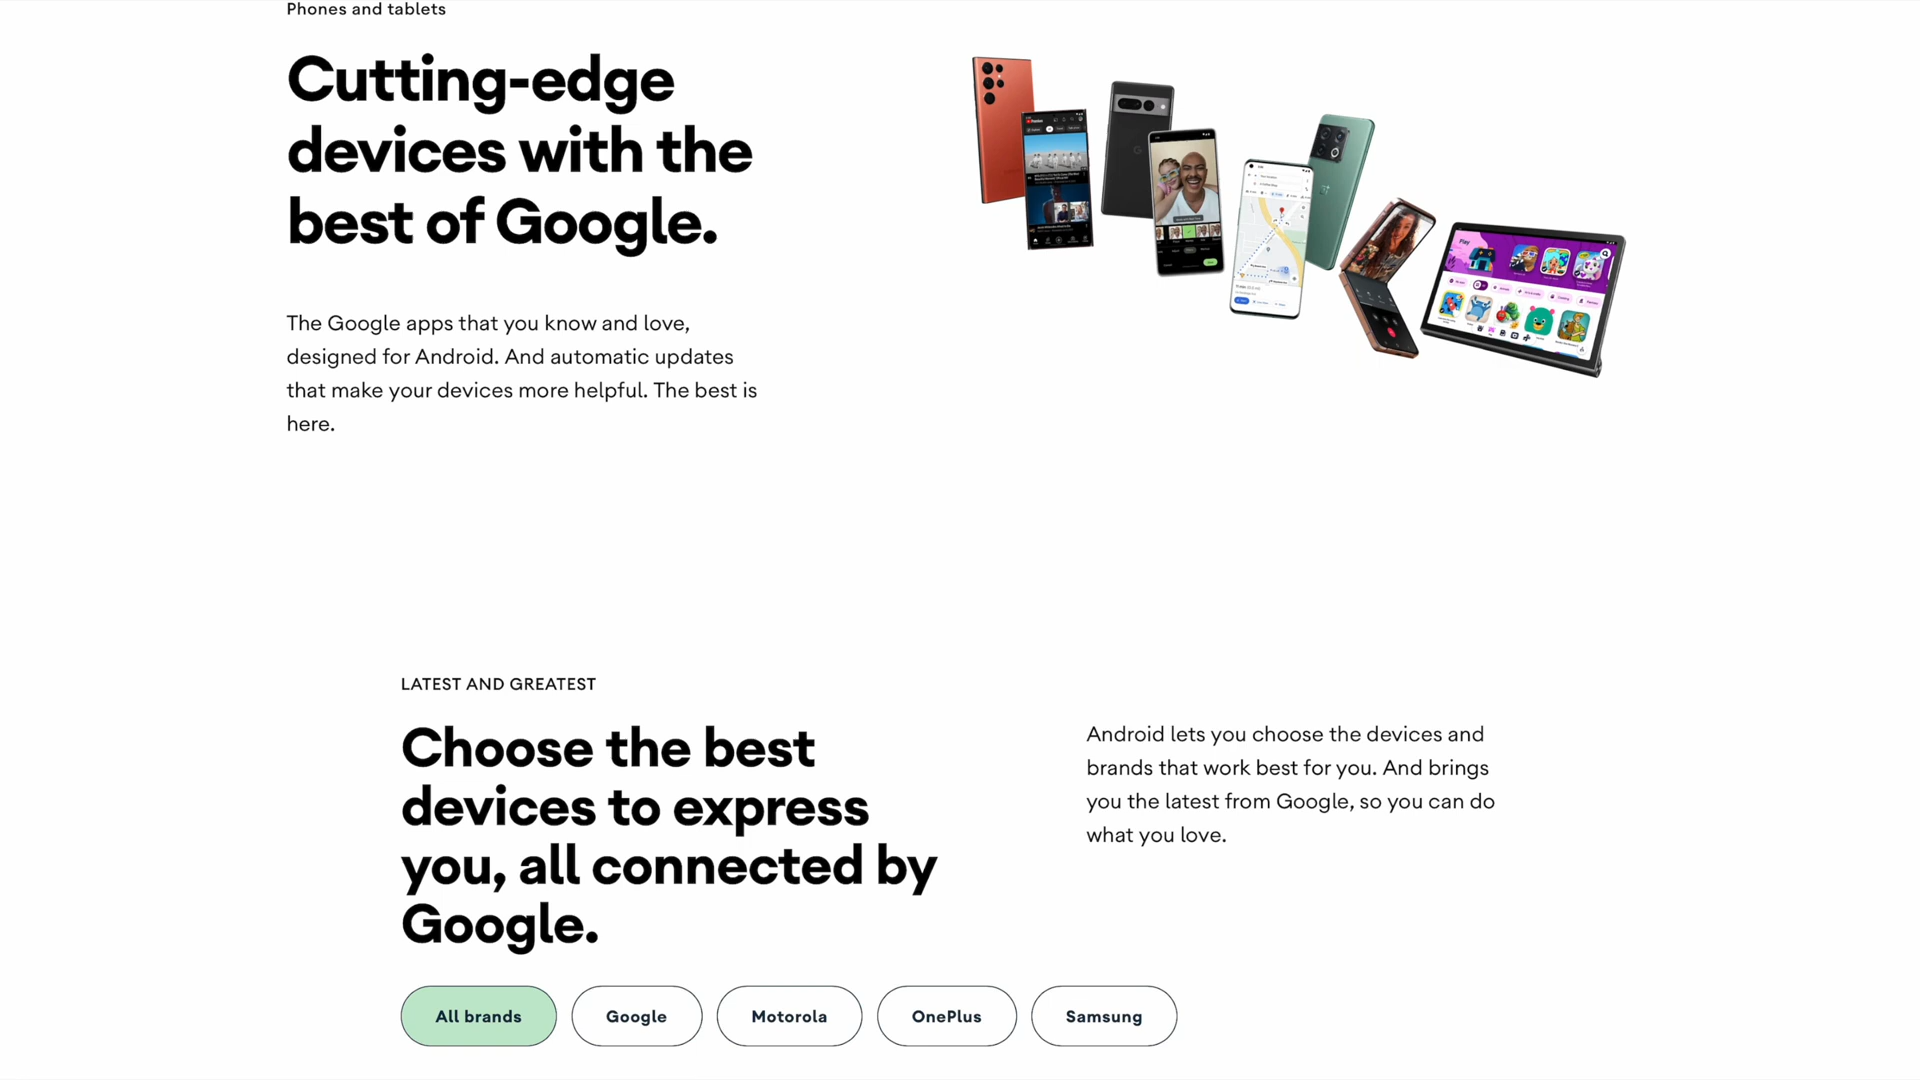 Phones and tablets
Cutting-edge
devices with the
best of Google.
The Google apps that you know and love,
designed for Android. And automatic updates
that make your devices more helpful. The best is
here.
LATEST AND GREATEST
Choose the best
devices to express
you, all connected by
Google.
Android lets you choose the devices and
brands that work best for you. And brings
you the latest from Google, so you can do
what you love.
All brands
Google
Motorola
OnePlus
Samsung